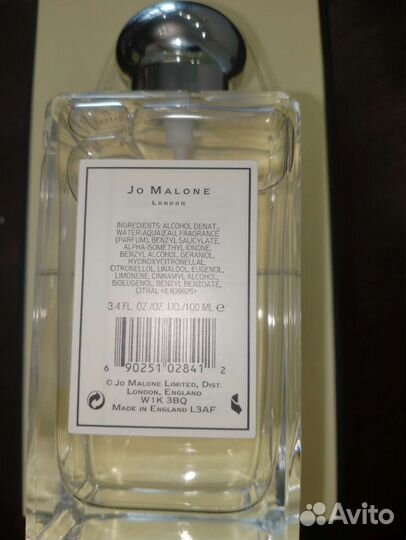 JO MALONE
LONDON
INGREDIENTS: ALCOHOL DENAT.,
WATER\AQUA\EAU, FRAGRANCE
(PARFUM), BENZYL SALICYLATE,
ALPHA-ISOMETHYL IONONE,
BENZYL ALCOHOL, GERANIOL,
HYDROXYCITRONELLAL,
CITRONELLOL, LINALOOL, EUGENOL,
LIMONENE, CINNAMYL ALCOHOL,
ISOEUGENOL, BENZYL BENZOATE,
CITRAL <ILN39625>
3.4 FL. OZ./OZ. LIQ./100 ML ℮
6 90251 02841 2
© JO MALONE LIMITED, DIST.
LONDON, ENGLAND
W1K 3BQ
MADE IN ENGLAND L3AF
Avito